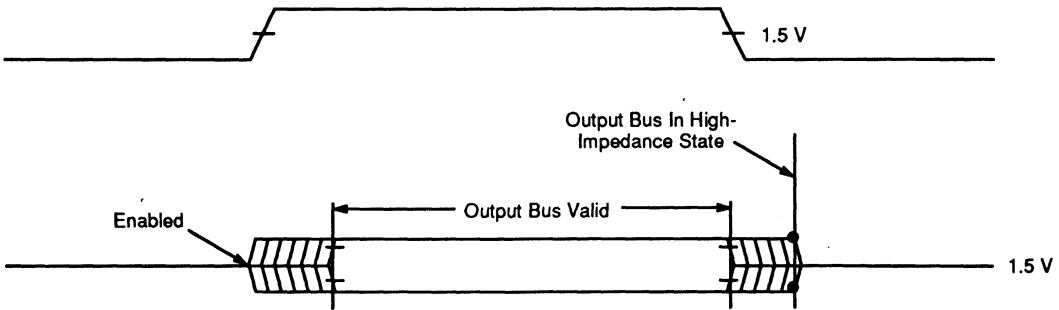 1.5 V
Output Bus In High-
Impedance State
Enabled
Output Bus Valid
1.5 V